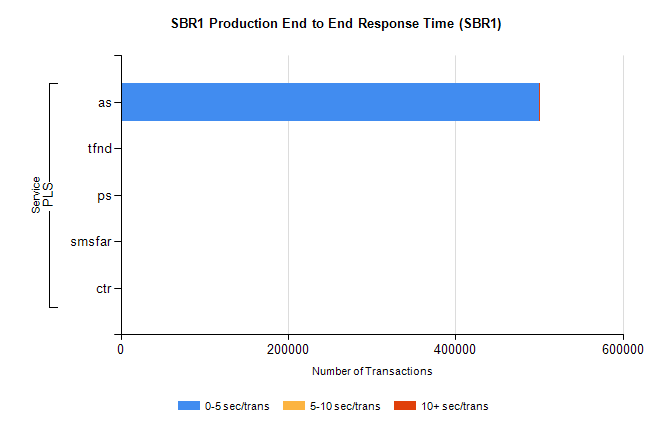 SBR1 Production End to End Response Time (SBR1)
Service
PLS
as
tfnd
ps
smsfar
ctr
0 200000 400000 600000
Number of Transactions
0-5 sec/trans 5-10 sec/trans 10+ sec/trans